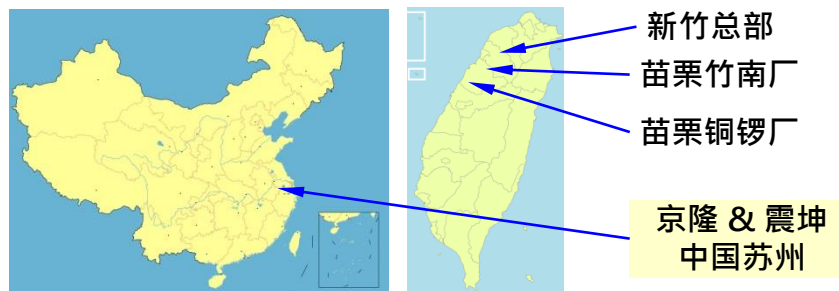 新竹总部
苗栗竹南厂
苗栗铜锣厂
京隆 & 震坤
中国苏州